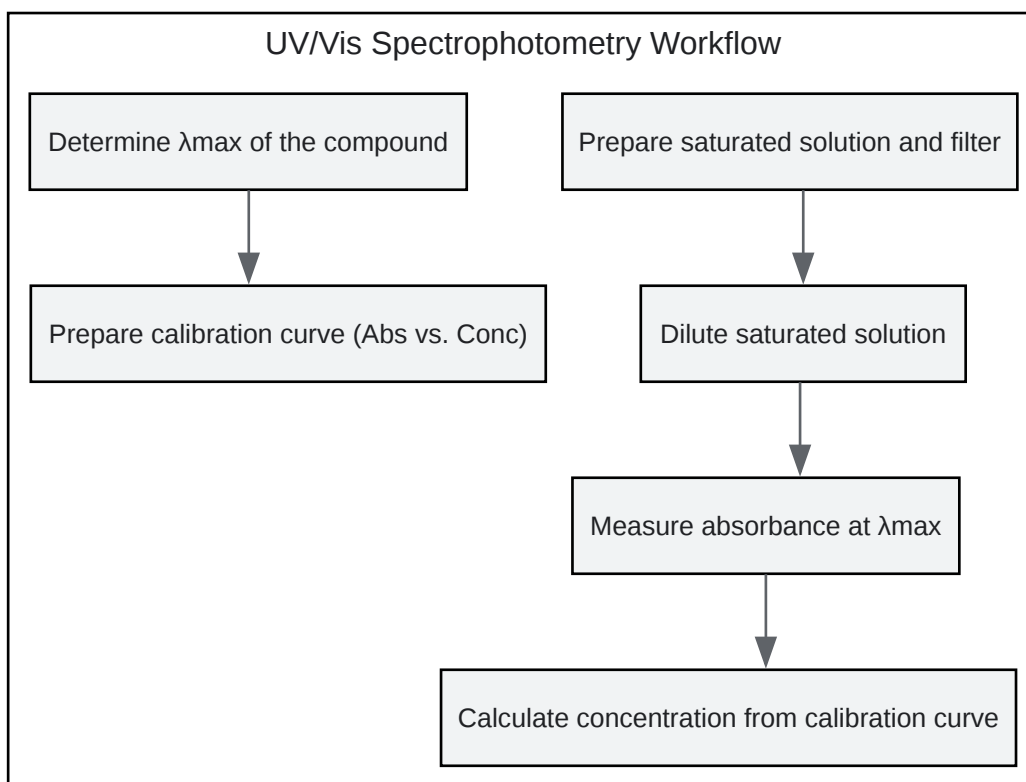 UV/Vis Spectrophotometry Workflow
Determine λmax of the compound
Prepare saturated solution and filter
Prepare calibration curve (Abs vs. Conc)
Dilute saturated solution
Measure absorbance at λmax
Calculate concentration from calibration curve